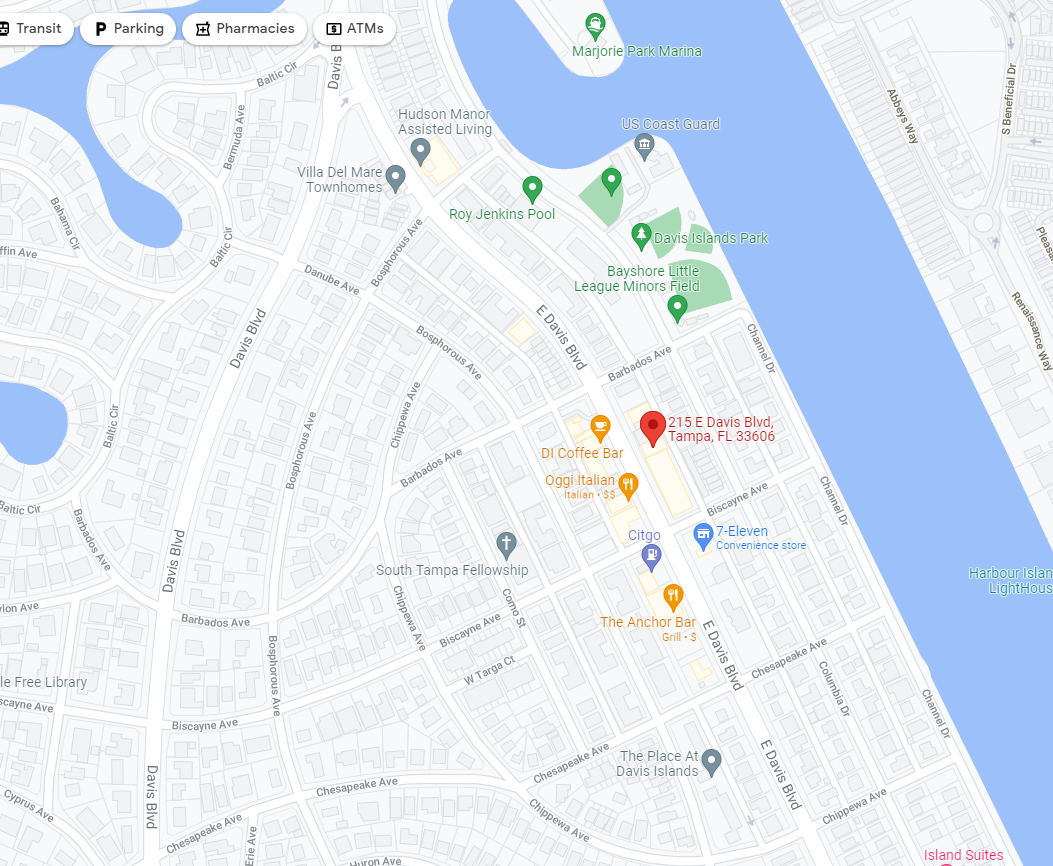 Transit
Parking
Pharmacies
ATMs
Marjorie Park Marina
Davis B
Baltic Cir
S Beneficial Dr
Abbeys Way
Hudson Manor
Assisted Living
US Coast Guard
Bermuda Ave
Villa Del Mare
Townhomes
Roy Jenkins Pool
Bahama Cir
Baltic Cir
Bosphorous Ave
Davis Islands Park
ffin Ave
Danube Ave
Bayshore Little
League Minors Field
Pleasa
Renaissance Way
Davis Blvd
Bosphorous Ave
E Davis Blvd
Barbados Ave
Channel Dr
Chippewa Ave
Baltic Cir
Bosphorous Ave
215 E Davis Blvd,
Tampa, FL 33606
DI Coffee Bar
Barbados Ave
Oggi Italian
Italian • $$
Biscayne Ave
Channel Dr
Baltic Cir
Barbados Ave
Davis Blvd
Citgo
7-Eleven
Convenience store
South Tampa Fellowship
Harbour Islan
LightHous
Chippewa Ave
Como St
ylon Ave
Barbados Ave
Biscayne Ave
The Anchor Bar
Grill • $
E Davis Blvd
Chesapeake Ave
W Targa Ct
Bosphorous Ave
Columbia Dr
Channel Dr
le Free Library
scayne Ave
Biscayne Ave
Chesapeake Ave
The Place At
Davis Islands
E Davis Blvd
Davis Blvd
Chesapeake Ave
Cyprus Ave
Chesapeake Ave
Chippewa Ave
Chippewa Ave
Erie Ave
Huron Ave
Island Suites